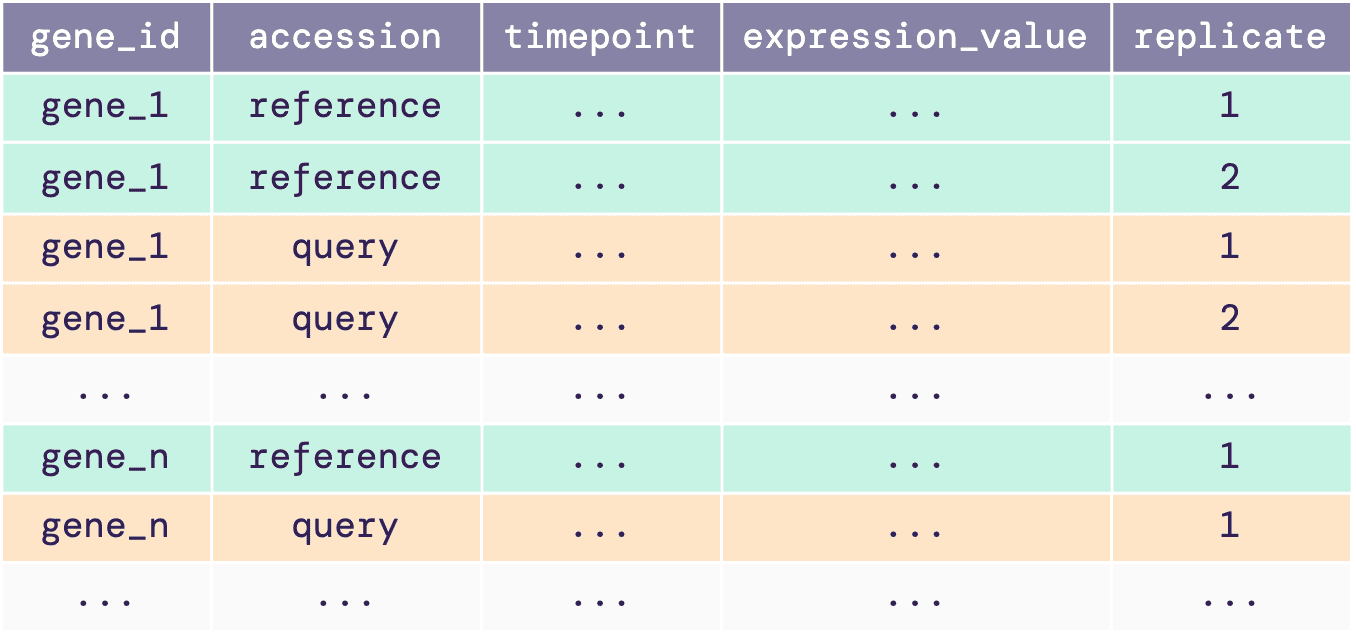 gene_id accession timepoint expression_value replicate
gene_1 reference ... ... 1
gene_1 reference ... ... 2
gene_1 query ... ... 1
gene_1 query ... ... 2
... ... ... ... ...
gene_n reference ... ... 1
gene_n query ... ... 1
... ... ... ... ...